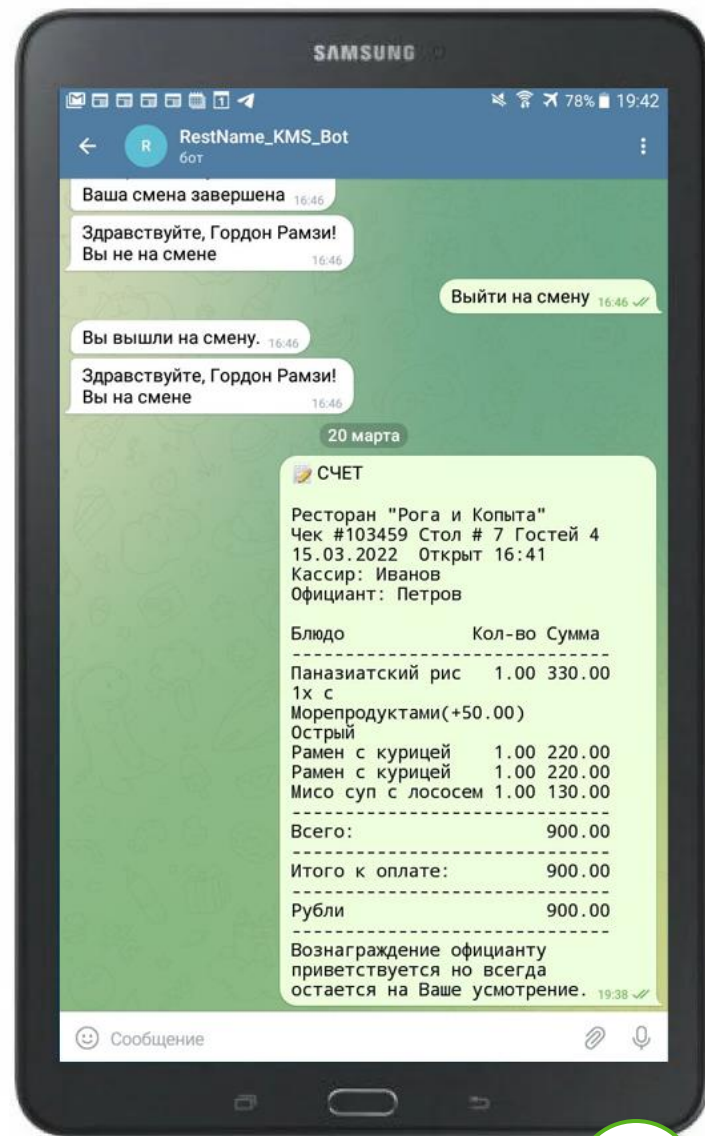 SAMSUNG
1 78% 19:42
R RestName_KMS_Bot
бот
Ваша смена завершена 16:46
Здравствуйте, Гордон Рамзи!
Вы не на смене 16:46
Выйти на смену 16:46
Вы вышли на смену. 16:46
Здравствуйте, Гордон Рамзи!
Вы на смене 16:46
20 марта
СЧЕТ
Ресторан "Рога и Копыта"
Чек #103459 Стол # 7 Гостей 4
15.03.2022 Открыт 16:41
Кассир: Иванов
Официант: Петров
Блюдо Кол-во Сумма
-------------------------------
Паназиатский рис 1.00 330.00
1x с
Морепродуктами(+50.00)
Острый
Рамен с курицей 1.00 220.00
Рамен с курицей 1.00 220.00
Мисо суп с лососем 1.00 130.00
-------------------------------
Всего: 900.00
-------------------------------
Итого к оплате: 900.00
-------------------------------
Рубли 900.00
-------------------------------
Вознаграждение официанту
приветствуется но всегда
остается на Ваше усмотрение. 19:38
Сообщение